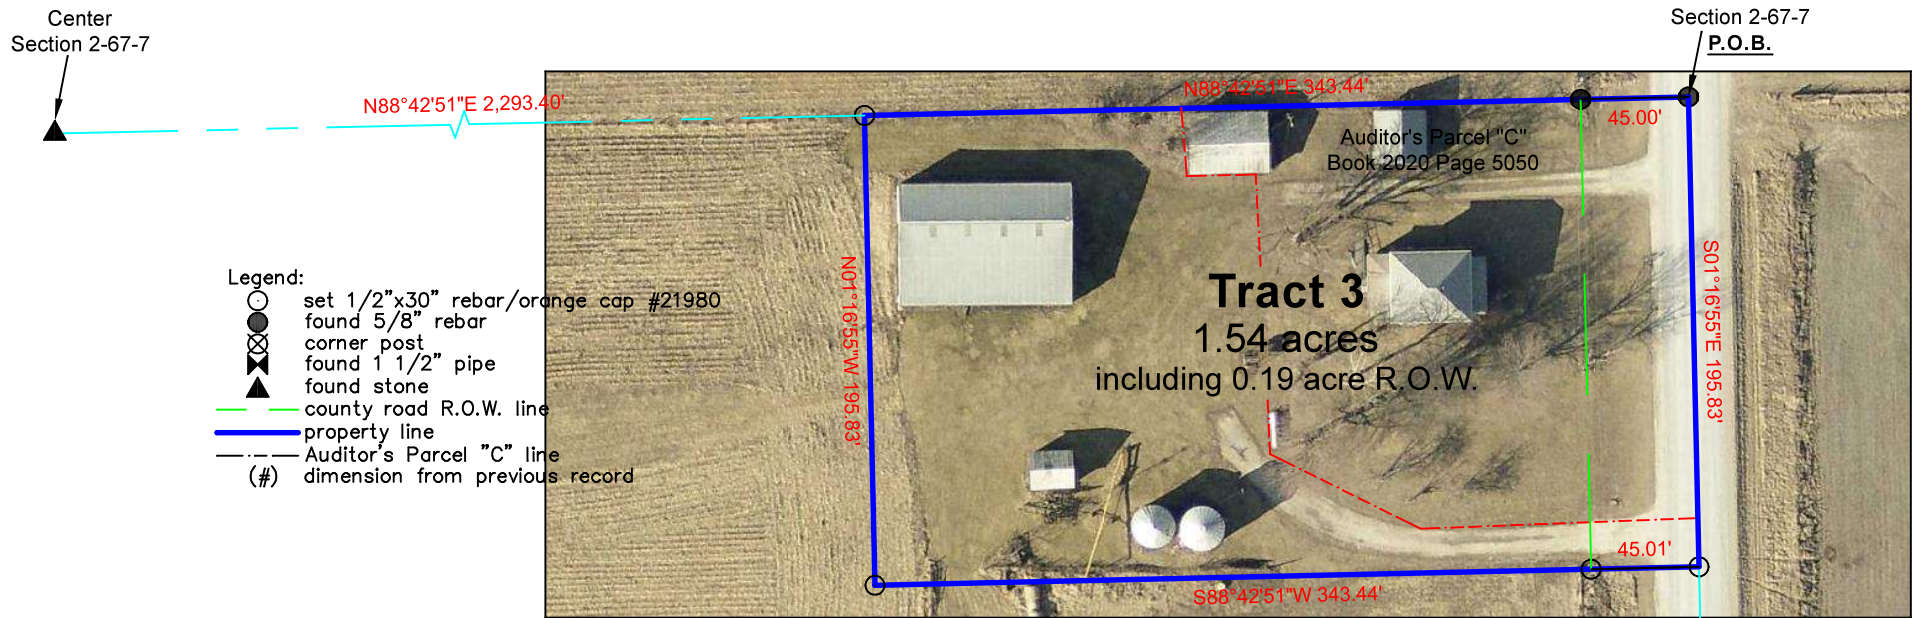 Center
Section 2-67-7
Section 2-67-7
P.O.B.
N88°42'51"E 2,293.40'
N88°42'51"E 343.44'
45.00'
Auditor's Parcel "C"
Book 2020 Page 5050
N01°16'55"W 195.83'
S01°16'55"E 195.83'
Tract 3
1.54 acres
including 0.19 acre R.O.W.
Legend:
set 1/2"x30" rebar/orange cap #21980
found 5/8" rebar
corner post
found 1 1/2" pipe
found stone
county road R.O.W. line
property line
Auditor's Parcel "C" line
(#) dimension from previous record
45.01'
S88°42'51"W 343.44'